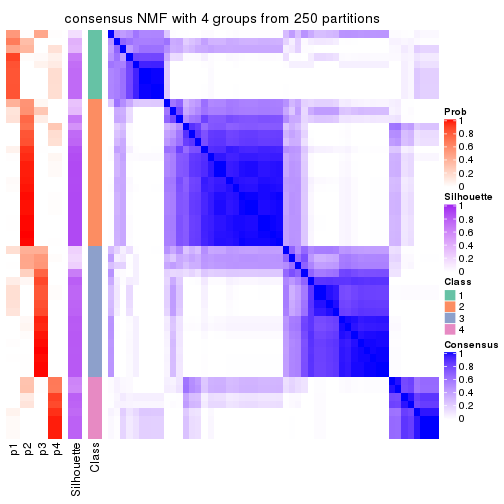 consensus NMF with 4 groups from 250 partitions
Prob
1
0.8
0.6
0.4
0.2
0
Silhouette
1
0.8
0.6
0.4
0.2
0
Class
1
2
3
4
Consensus
1
0.8
0.6
0.4
0.2
0
p1
p2
p3
p4
Silhouette
Class